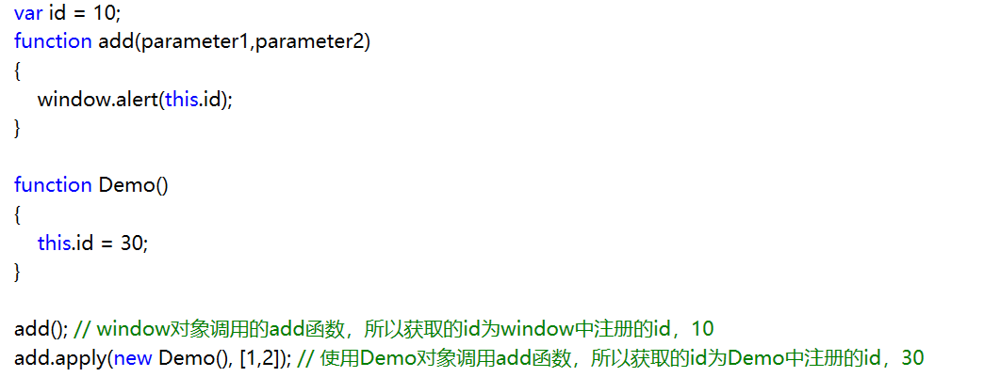 var id = 10;
function add(parameter1,parameter2)
{
window.alert(this.id);
}
function Demo()
{
this.id = 30;
}
add(); // window对象调用的add函数，所以获取的id为window中注册的id，10
add.apply(new Demo(), [1,2]); // 使用Demo对象调用add函数，所以获取的id为Demo中注册的id，30